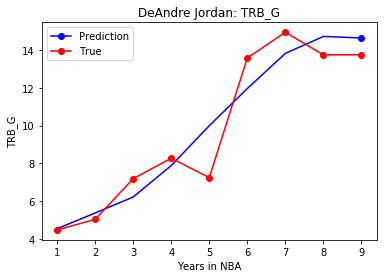 DeAndre Jordan: TRB_G
Prediction
True
TRB_G
14
12
10
8
6
4
1 2 3 4 5 6 7 8 9
Years in NBA